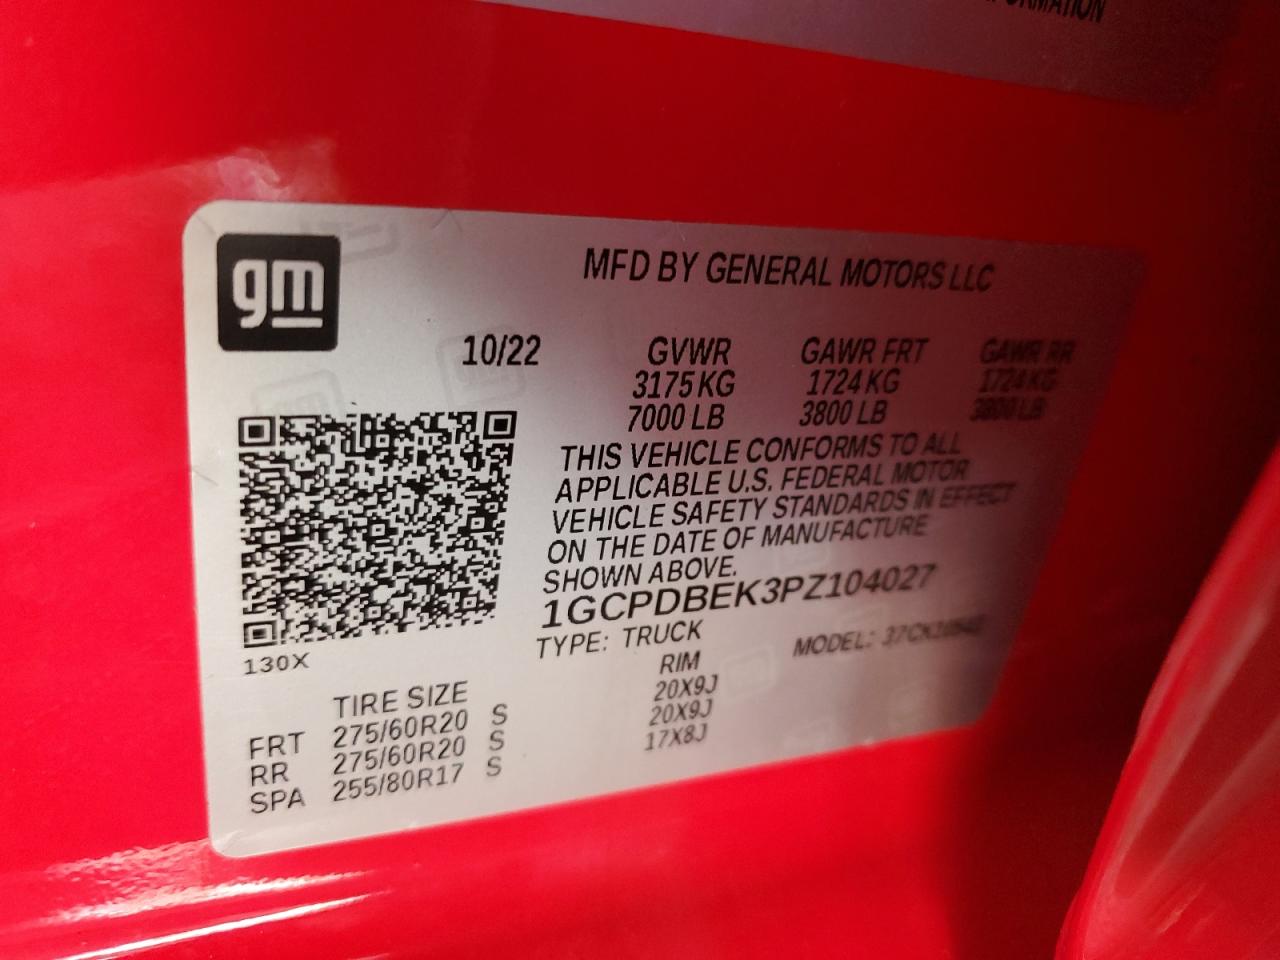 gm
MFD BY GENERAL MOTORS LLC
10/22 GVWR GAWR FRT GAWR RR
3175 KG 1724 KG 1724 KG
7000 LB 3800 LB 3800 LB
THIS VEHICLE CONFORMS TO ALL
APPLICABLE U.S. FEDERAL MOTOR
VEHICLE SAFETY STANDARDS IN EFFECT
ON THE DATE OF MANUFACTURE
SHOWN ABOVE.
1GCPDBEK3PZ104027
TYPE: TRUCK MODEL:
130X
TIRE SIZE RIM
FRT 275/60R20 S 20X9J
RR 275/60R20 S 20X9J
SPA 255/80R17 S 17X8J